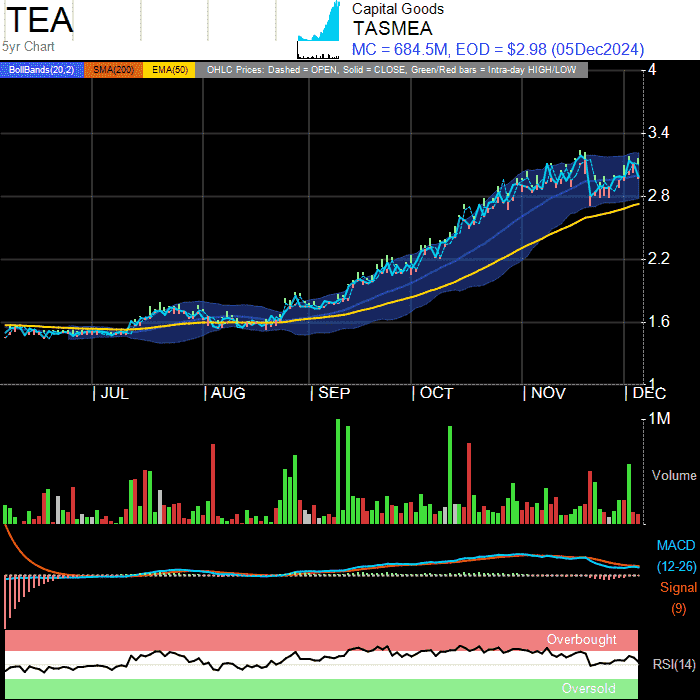 TEA
5yr Chart
Capital Goods
TASMEA
MC = 684.5M, EOD = $2.98 (05Dec2024)
BollBands(20,2) SMA(200) EMA(50) OHLC Prices: Dashed = OPEN, Solid = CLOSE, Green/Red bars = Intra-day HIGH/LOW
4
3.4
2.8
2.2
1.6
1
JUL AUG SEP OCT NOV DEC
1M
Volume
MACD
(12-26)
Signal
(9)
Overbought
RSI(14)
Oversold